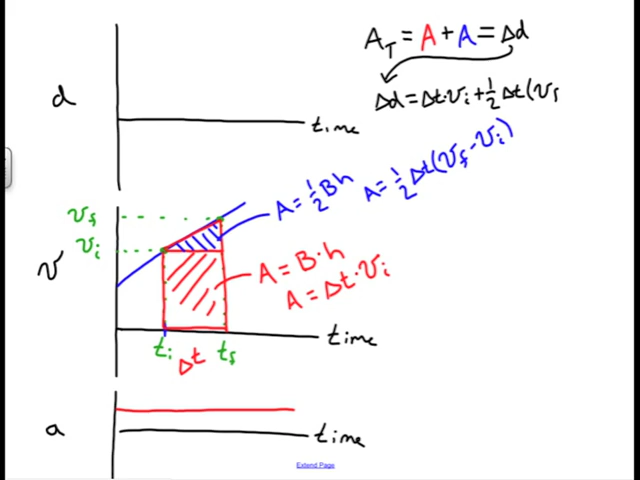 A_T = A + A = Δd
Δd = Δt·v_i + ½Δt(v_f
d
time
A = ½Bh
A = ½Δt(v_f - v_i)
v_f
v_i
v
A = B·h
A = Δt·v_i
time
t_i
Δt
t_f
a
time
Extend Page